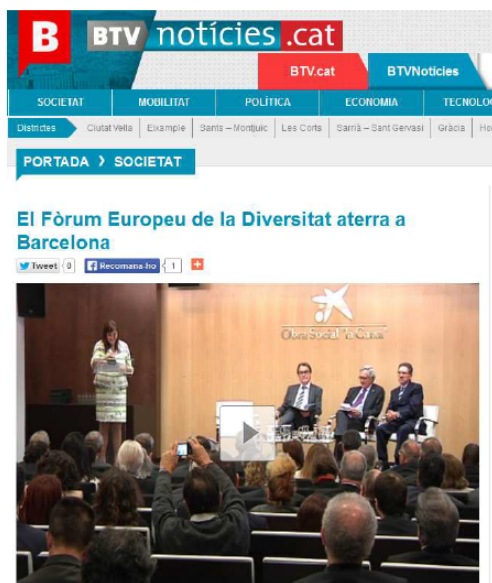 B BTV notícies .cat
BTV.cat BTVNotícies
SOCIETAT MOBILITAT POLÍTICA ECONOMIA TECNOLO
Districtes Ciutat Vella Eixample Sants – Montjuïc Les Corts Sarrià – Sant Gervasi Gràcia Ho
PORTADA > SOCIETAT
El Fòrum Europeu de la Diversitat aterra a
Barcelona
Tweet 0 Recomana-ho 1
Obra Social "la Caixa"